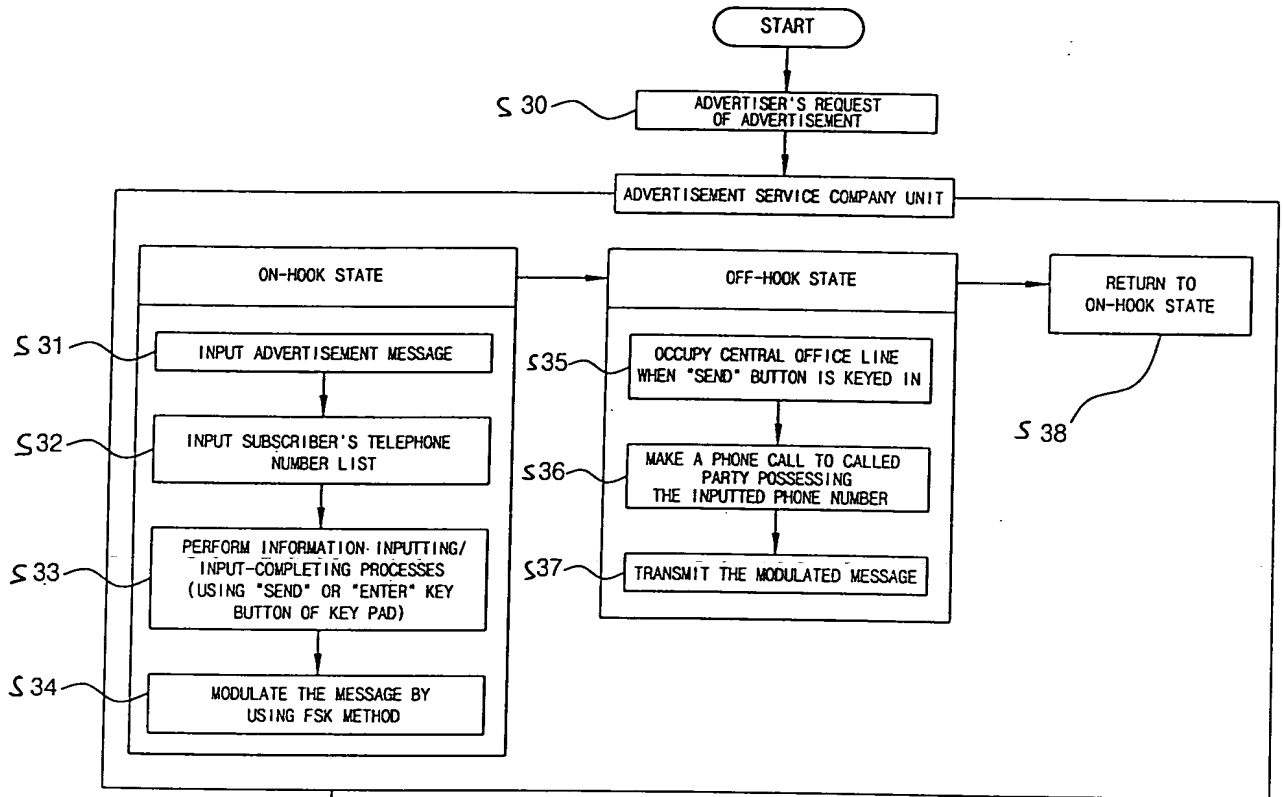 START
S30
ADVERTISER'S REQUEST
OF ADVERTISEMENT
ADVERTISEMENT SERVICE COMPANY UNIT
ON-HOOK STATE
S31
INPUT ADVERTISEMENT MESSAGE
S32
INPUT SUBSCRIBER'S TELEPHONE
NUMBER LIST
S33
PERFORM INFORMATION·INPUTTING/
INPUT-COMPLETING PROCESSES
(USING "SEND" OR "ENTER" KEY
BUTTON OF KEY PAD)
S34
MODULATE THE MESSAGE BY
USING FSK METHOD
OFF-HOOK STATE
S35
OCCUPY CENTRAL OFFICE LINE
WHEN "SEND" BUTTON IS KEYED IN
S36
MAKE A PHONE CALL TO CALLED
PARTY POSSESSING
THE INPUTTED PHONE NUMBER
S37
TRANSMIT THE MODULATED MESSAGE
RETURN TO
ON-HOOK STATE
S38